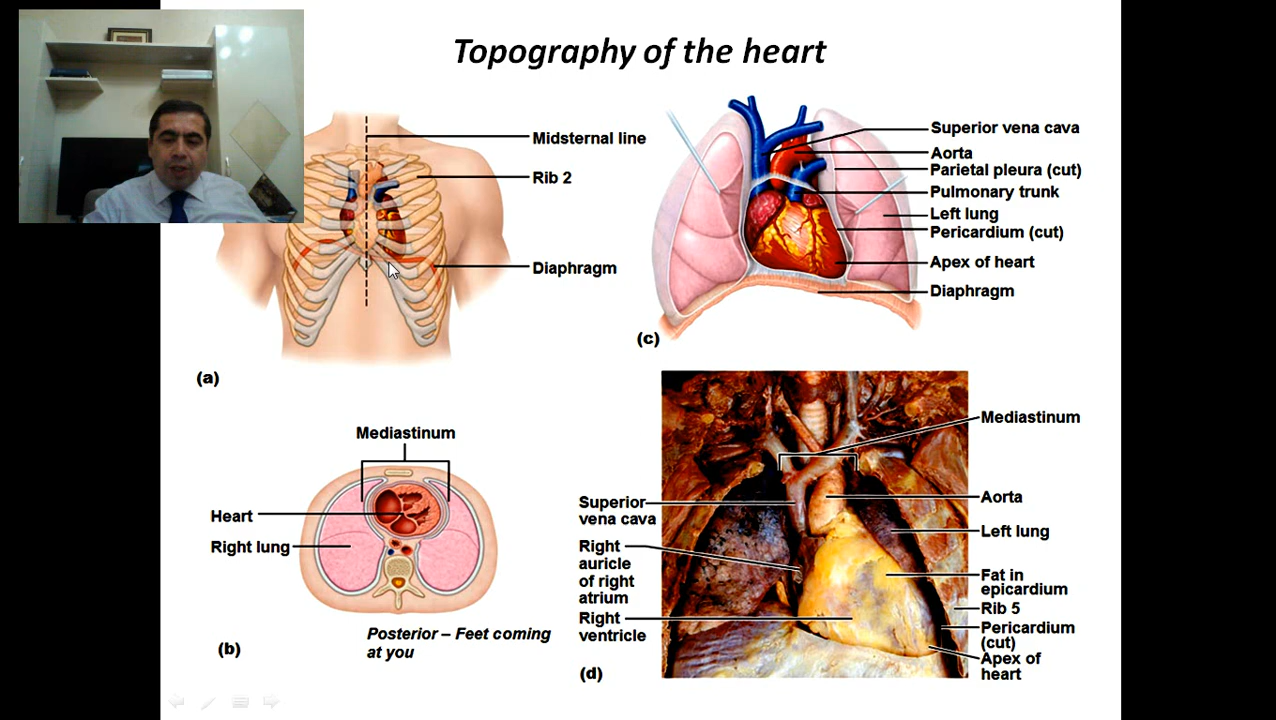 Topography of the heart
Midsternal line
Rib 2
Diaphragm
(a)
Superior vena cava
Aorta
Parietal pleura (cut)
Pulmonary trunk
Left lung
Pericardium (cut)
Apex of heart
Diaphragm
(c)
Mediastinum
Heart
Right lung
Posterior – Feet coming
at you
(b)
Mediastinum
Superior
vena cava
Aorta
Left lung
Right
auricle
of right
atrium
Fat in
epicardium
Rib 5
Right
ventricle
Pericardium
(cut)
Apex of
heart
(d)